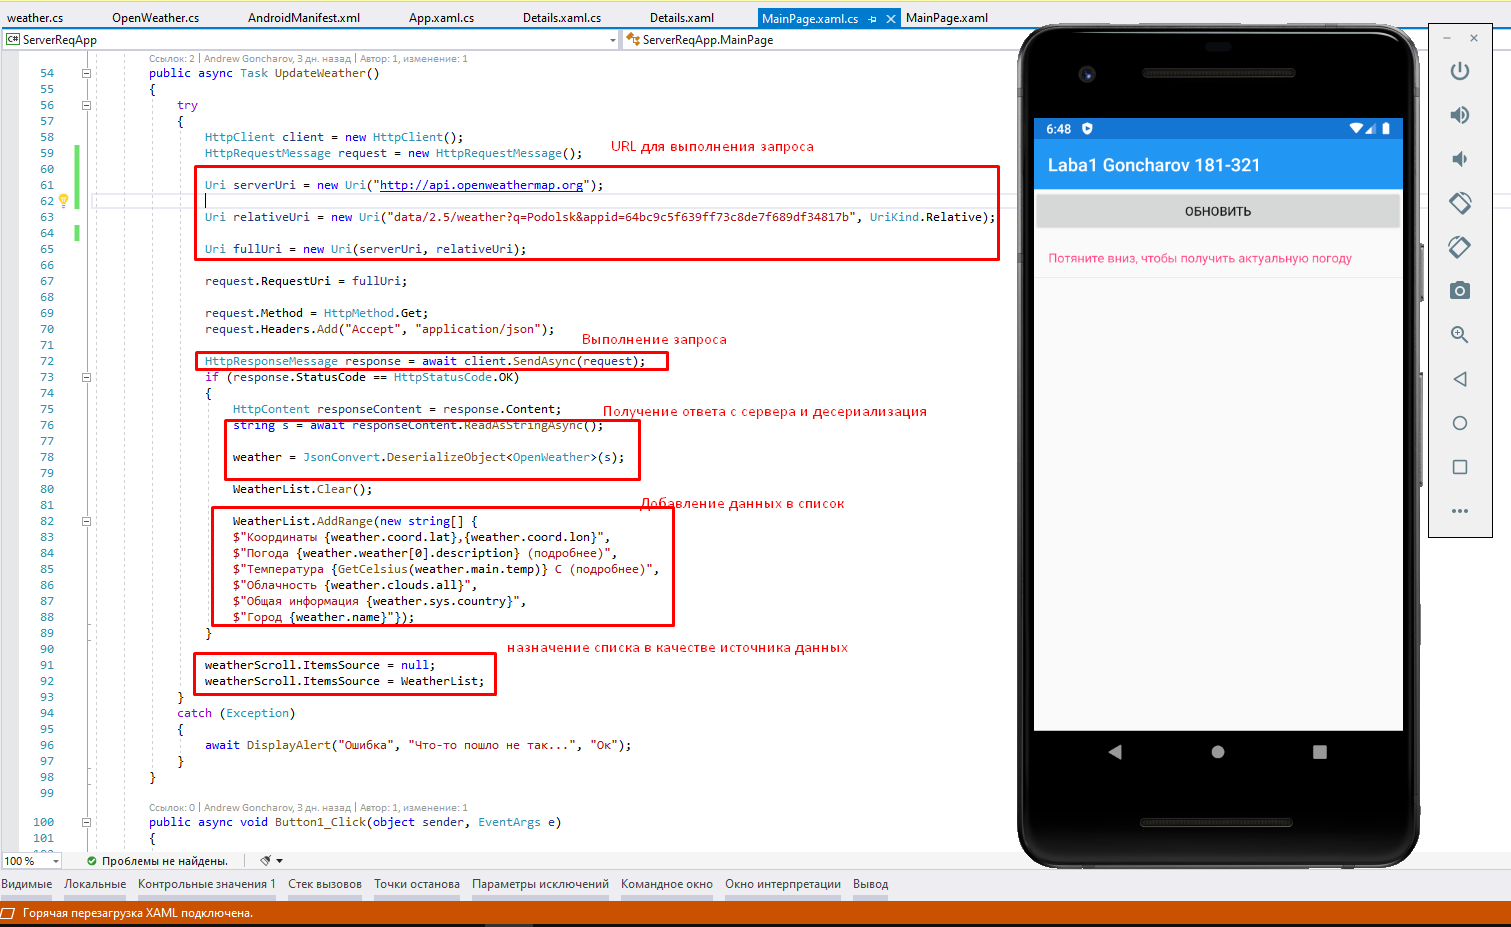 weather.cs OpenWeather.cs AndroidManifest.xml App.xaml.cs Details.xaml.cs Details.xaml MainPage.xaml.cs MainPage.xaml
C# ServerReqApp ServerReqApp.MainPage
Ссылок: 2 | Andrew Goncharov, 3 дн. назад | Автор: 1, изменение: 1
54 public async Task UpdateWeather()
55 {
56 try
57 {
58 HttpClient client = new HttpClient();
59 HttpRequestMessage request = new HttpRequestMessage();
URL для выполнения запроса
60
61 Uri serverUri = new Uri("http://api.openweathermap.org");
62
63 Uri relativeUri = new Uri("data/2.5/weather?q=Podolsk&appid=64bc9c5f639ff73c8de7f689df34817b", UriKind.Relative);
64
65 Uri fullUri = new Uri(serverUri, relativeUri);
66
67 request.RequestUri = fullUri;
68
69 request.Method = HttpMethod.Get;
70 request.Headers.Add("Accept", "application/json");
71
Выполнение запроса
72 HttpResponseMessage response = await client.SendAsync(request);
73 if (response.StatusCode == HttpStatusCode.OK)
74 {
75 HttpContent responseContent = response.Content;
Получение ответа с сервера и десериализация
76 string s = await responseContent.ReadAsStringAsync();
77
78 weather = JsonConvert.DeserializeObject<OpenWeather>(s);
79
80 WeatherList.Clear();
81
Добавление данных в список
82 WeatherList.AddRange(new string[] {
83 $"Координаты {weather.coord.lat},{weather.coord.lon}",
84 $"Погода {weather.weather[0].description} (подробнее)",
85 $"Температура {GetCelsius(weather.main.temp)} C (подробнее)",
86 $"Облачность {weather.clouds.all}",
87 $"Общая информация {weather.sys.country}",
88 $"Город {weather.name}"});
89 }
90
назначение списка в качестве источника данных
91 weatherScroll.ItemsSource = null;
92 weatherScroll.ItemsSource = WeatherList;
93 }
94 catch (Exception)
95 {
96 await DisplayAlert("Ошибка", "Что-то пошло не так...", "Ок");
97 }
98 }
99
Ссылок: 0 | Andrew Goncharov, 3 дн. назад | Автор: 1, изменение: 1
100 public async void Button1_Click(object sender, EventArgs e)
101 {
100 % Проблемы не найдены.
Видимые Локальные Контрольные значения 1 Стек вызовов Точки останова Параметры исключений Командное окно Окно интерпретации Вывод
Горячая перезагрузка XAML подключена.
6:48
Laba1 Goncharov 181-321
ОБНОВИТЬ
Потяните вниз, чтобы получить актуальную погоду